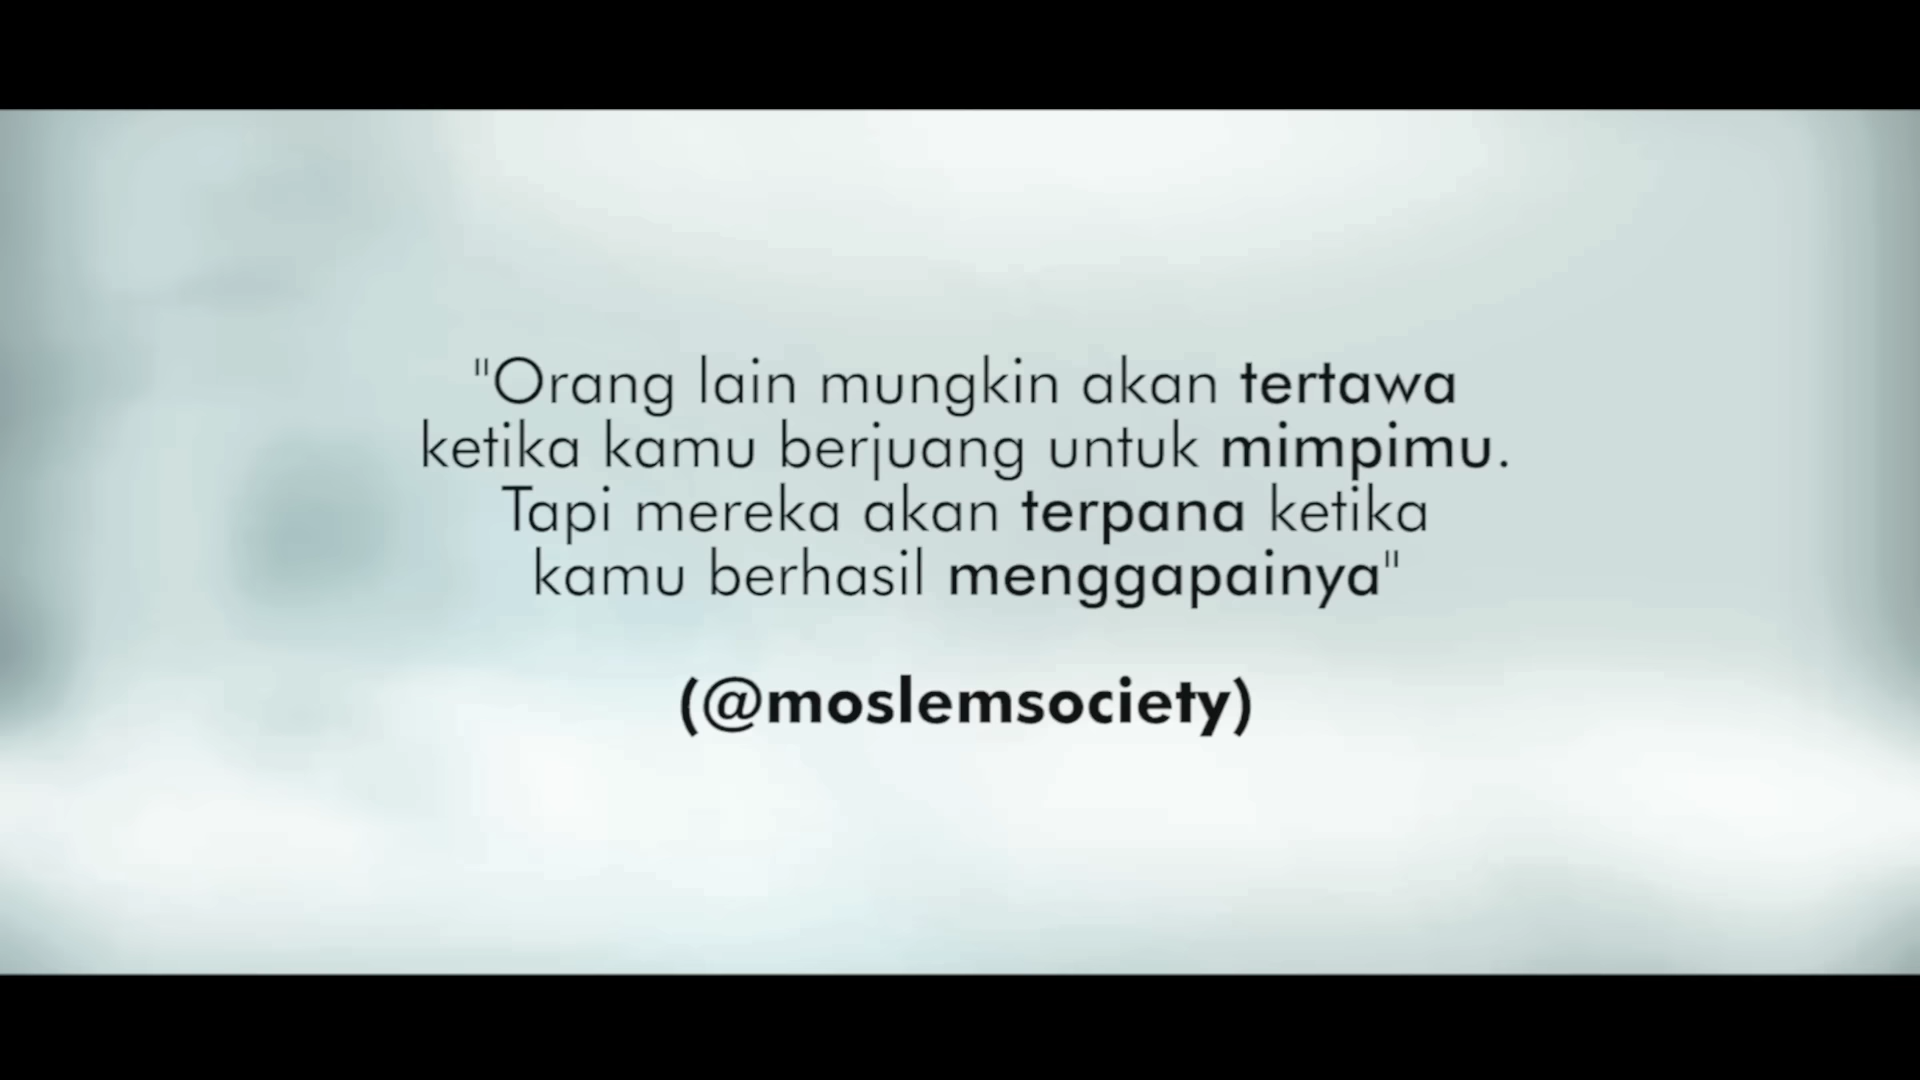 "Orang lain mungkin akan tertawa
ketika kamu berjuang untuk mimpimu.
Tapi mereka akan terpana ketika
kamu berhasil menggapainya"
(@moslemsociety)